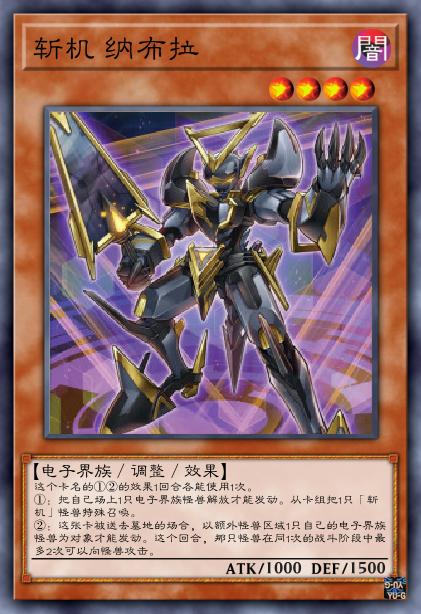 斩机 纳布拉
闇
【电子界族／调整／效果】
这个卡名的①②的效果1回合各能使用1次。
①：把自己场上1只电子界族怪兽解放才能发动。从卡组把1只「斩
机」怪兽特殊召唤。
②：这张卡被送去墓地的场合，以额外怪兽区域1只自己的电子界族
怪兽为对象才能发动。这个回合，那只怪兽在同1次的战斗阶段中最
多2次可以向怪兽攻击。
ATK/1000 DEF/1500
YU-G